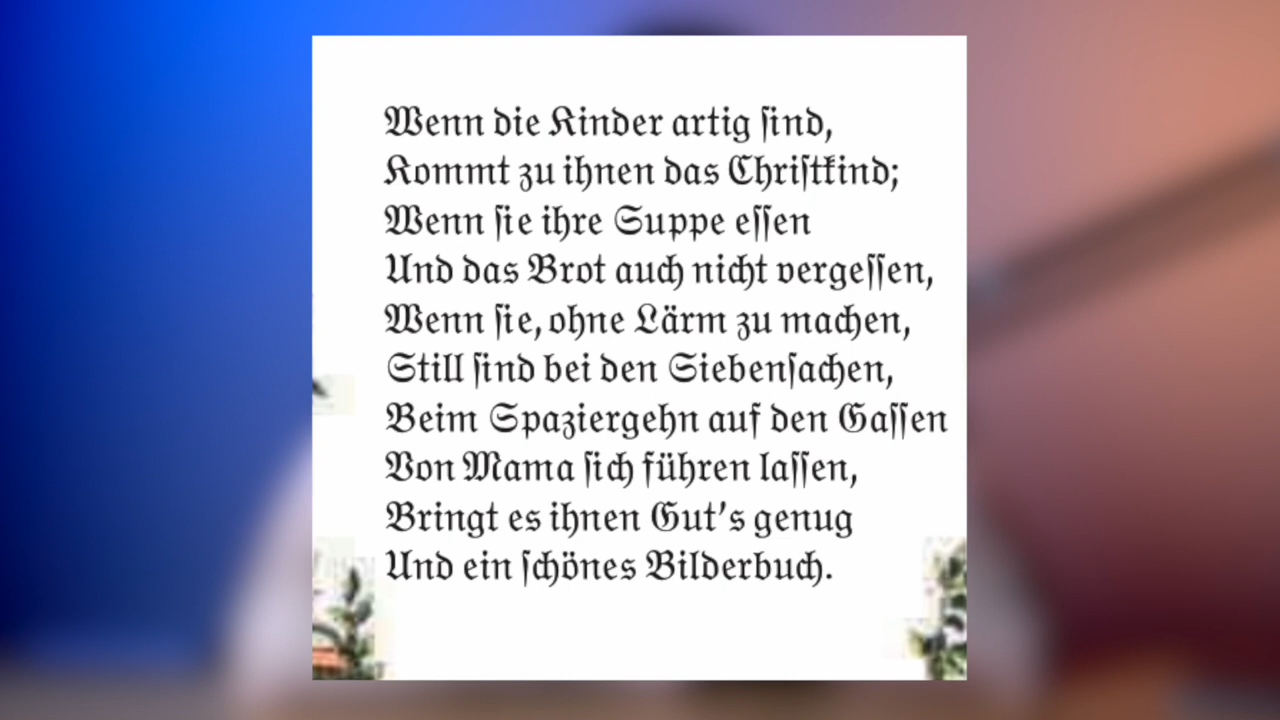 Wenn die Kinder artig ſind,
Kommt zu ihnen das Chriſtkind;
Wenn ſie ihre Suppe eſſen
Und das Brot auch nicht vergeſſen,
Wenn ſie, ohne Lärm zu machen,
Still ſind bei den Siebenſachen,
Beim Spaziergehn auf den Gaſſen
Von Mama ſich führen laſſen,
Bringt es ihnen Gut's genug
Und ein ſchönes Bilderbuch.